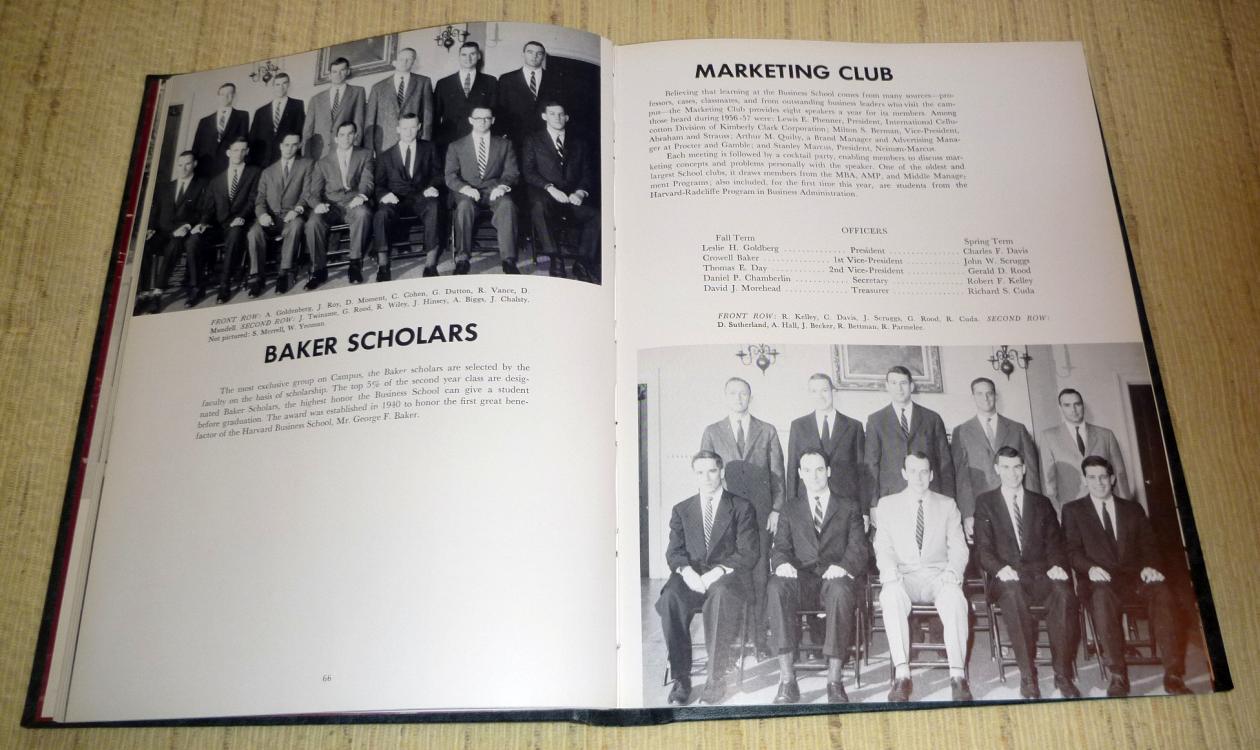 FRONT ROW: A. Goldenberg, J. Roy, D. Moment, C. Cohen, G. Dutton, R. Vance, D.
Mundell. SECOND ROW: J. Twiname, G. Rood, R. Wiley, J. Hinsey, A. Biggs, J. Chalsty.
Not pictured: S. Merrell, W. Yeoman.
BAKER SCHOLARS
The most exclusive group on Campus, the Baker scholars are selected by the
faculty on the basis of scholarship. The top 5% of the second year class are desig-
nated Baker Scholars, the highest honor the Business School can give a student
before graduation. The award was established in 1940 to honor the first great bene-
factor of the Harvard Business School, Mr. George F. Baker.
66
MARKETING CLUB
Believing that learning at the Business School comes from many sources—pro-
fessors, cases, classmates, and from outstanding business leaders who visit the cam-
pus—the Marketing Club provides eight speakers a year for its members. Among
those heard during 1956-57 were: Lewis E. Phenner, President, International Cellu-
cotton Division of Kimberly Clark Corporation; Milton S. Berman, Vice-President,
Abraham and Strauss; Arthur M. Quilty, a Brand Manager and Advertising Mana-
ger at Procter and Gamble; and Stanley Marcus, President, Neiman-Marcus.
Each meeting is followed by a cocktail party, enabling members to discuss mar-
keting concepts and problems personally with the speaker. One of the oldest and
largest School clubs, it draws members from the MBA, AMP, and Middle Manage-
ment Programs; also included, for the first time this year, are students from the
Harvard-Radcliffe Program in Business Administration.
OFFICERS
Fall Term Spring Term
Leslie H. Goldberg ............ President ............ Charles F. Davis
Crowell Baker ............ 1st Vice-President ............ John W. Scruggs
Thomas E. Day ............ 2nd Vice-President ............ Gerald D. Rood
Daniel P. Chamberlin ............ Secretary ............ Robert F. Kelley
David J. Morehead ............ Treasurer ............ Richard S. Cuda
FRONT ROW: R. Kelley, C. Davis, J. Scruggs, G. Rood, R. Cuda. SECOND ROW:
D. Sutherland, A. Hall, J. Becker, R. Bettman, R. Parmelee.